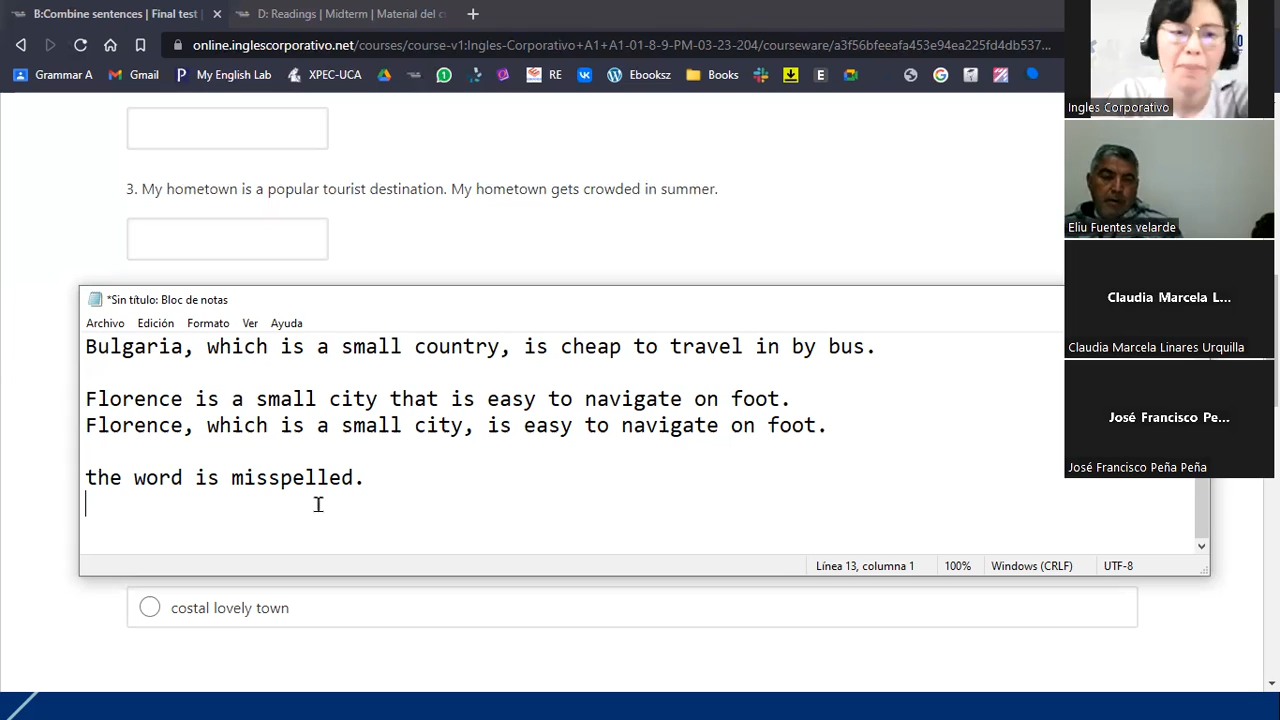 B:Combine sentences | Final test |
D: Readings | Midterm | Material del c
online.inglescorporativo.net/courses/course-v1:Ingles-Corporativo+A1+A1-01-8-9-PM-03-23-204/courseware/a3f56bfeeafa453e94ea225fd4db537...
Grammar A
Gmail
My English Lab
XPEC-UCA
RE
Ebooksz
Books
3. My hometown is a popular tourist destination. My hometown gets crowded in summer.
*Sin título: Bloc de notas
Archivo Edición Formato Ver Ayuda
Bulgaria, which is a small country, is cheap to travel in by bus.
Florence is a small city that is easy to navigate on foot.
Florence, which is a small city, is easy to navigate on foot.
the word is misspelled.
Línea 13, columna 1 100% Windows (CRLF) UTF-8
costal lovely town
Ingles Corporativo
Eliu Fuentes velarde
Claudia Marcela L...
Claudia Marcela Linares Urquilla
José Francisco Pe...
José Francisco Peña Peña